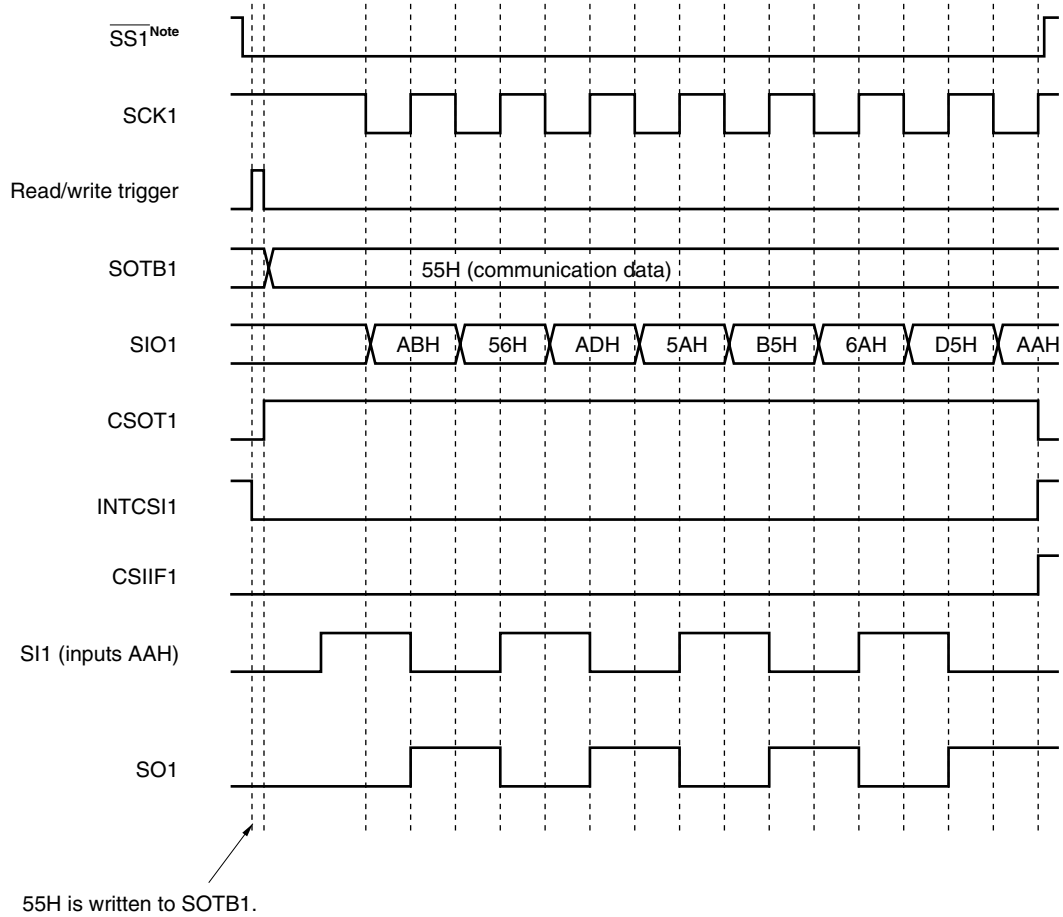 SS1Note
SCK1
Read/write trigger
SOTB1
55H (communication data)
SIO1
ABH 56H ADH 5AH B5H 6AH D5H AAH
CSOT1
INTCSI1
CSIIF1
SI1 (inputs AAH)
SO1
55H is written to SOTB1.